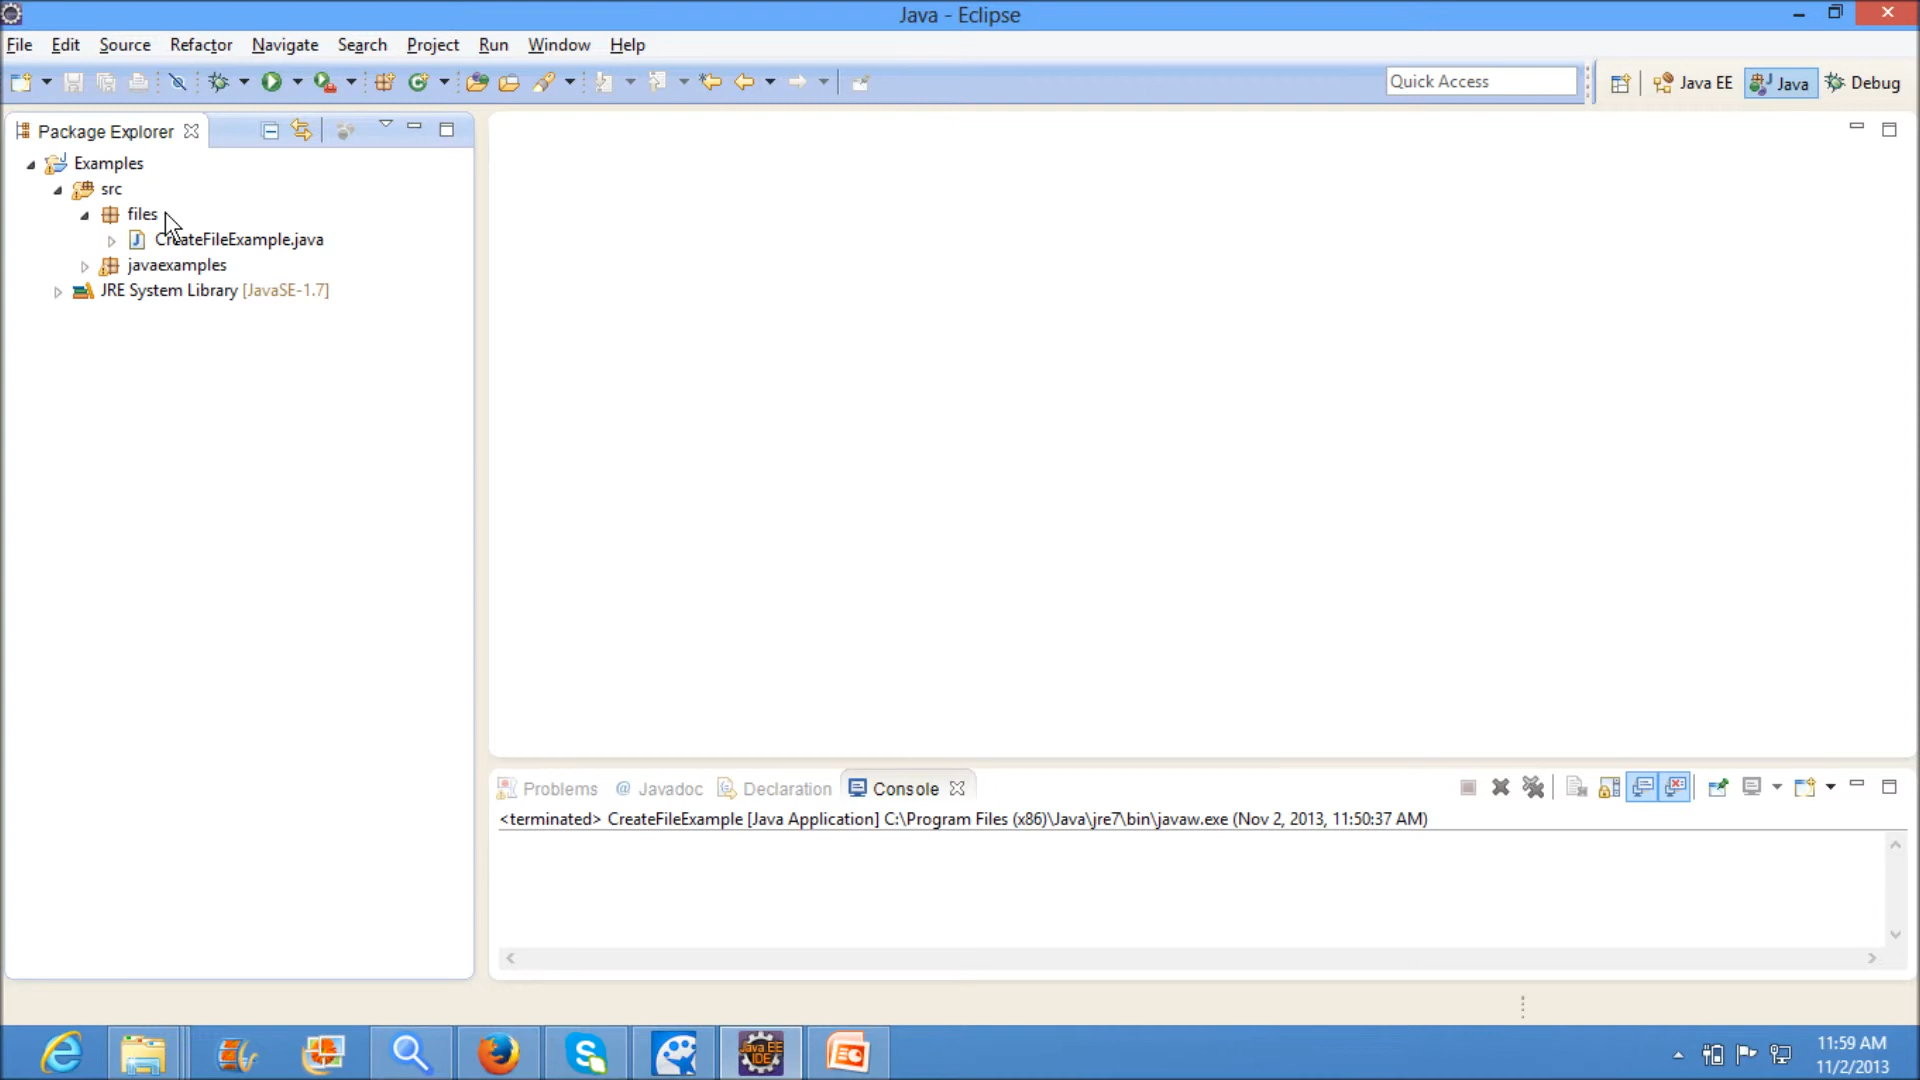 Java - Eclipse
File Edit Source Refactor Navigate Search Project Run Window Help
Quick Access Java EE Java Debug
Package Explorer
Examples
src
files
CreateFileExample.java
javaexamples
JRE System Library [JavaSE-1.7]
Problems @ Javadoc Declaration Console
<terminated> CreateFileExample [Java Application] C:\Program Files (x86)\Java\jre7\bin\javaw.exe (Nov 2, 2013, 11:50:37 AM)
Java EE
IDE
11:59 AM
11/2/2013